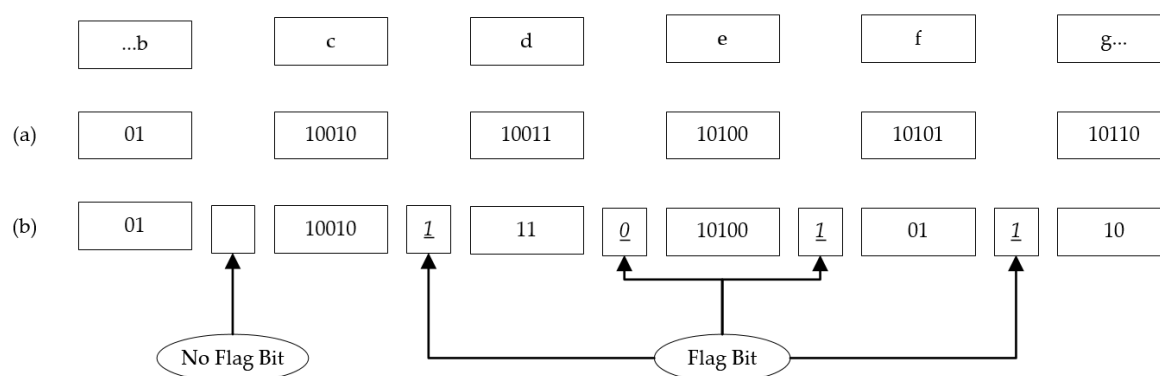 ...b c d e f g...
(a) 01 10010 10011 10100 10101 10110
(b) 01 10010 1 11 0 10100 1 01 1 10
No Flag Bit Flag Bit